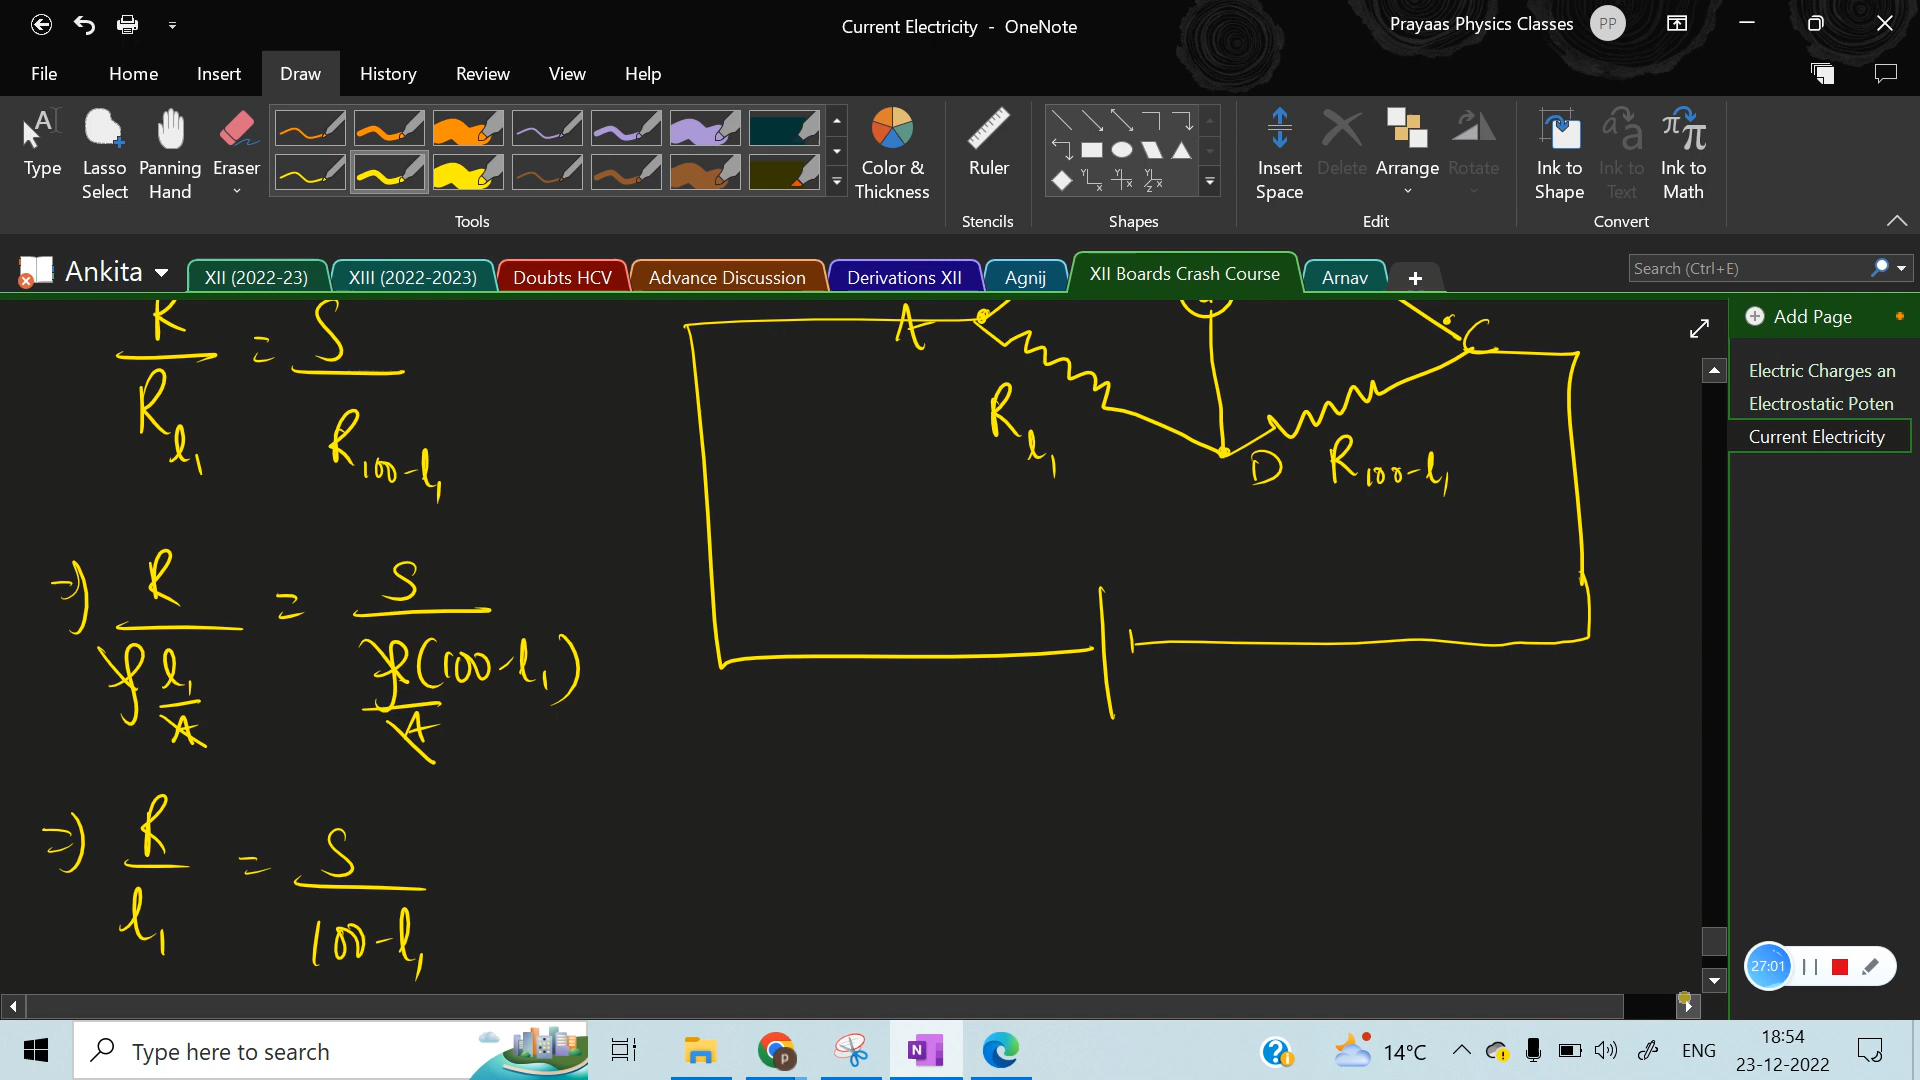 Current Electricity - OneNote
Prayaas Physics Classes PP
File Home Insert Draw History View Help
Type
Lasso Select
Panning Hand
Eraser
Color & Thickness
Ruler
Insert Space
Delete
Arrange
Rotate
Ink to Shape
Ink to Text
Ink to Math
Tools Stencils Shapes Edit Convert
Ankita XII (2022-23) XIII (2022-2023) Doubts HCV Advance Discussion Derivations XII Agnij XII Boards Crash Course Arnav + Search (Ctrl+E)
Add Page
Electric Charges an
Electrostatic Poten
Current Electricity
R/R_l₁ = S/R_100-l₁
A C
R_l₁ D R_100-l₁
⇒) R/(ρ l₁/A) = S/(ρ(100-l₁)/A)
⇒) R/l₁ = S/(100-l₁)
27:01
Type here to search
14°C ENG 18:54
23-12-2022